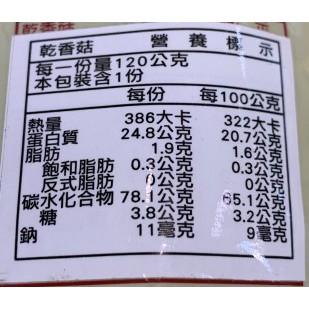 乾香菇 營養標示
每一份量120公克
本包裝含1份
每份 每100公克
熱量 386大卡 322大卡
蛋白質 24.8公克 20.7公克
脂肪 1.9公克 1.6公克
飽和脂肪 0.3公克 0.3公克
反式脂肪 0公克 0公克
碳水化合物 78.1公克 65.1公克
糖 3.8公克 3.2公克
鈉 11毫克 9毫克